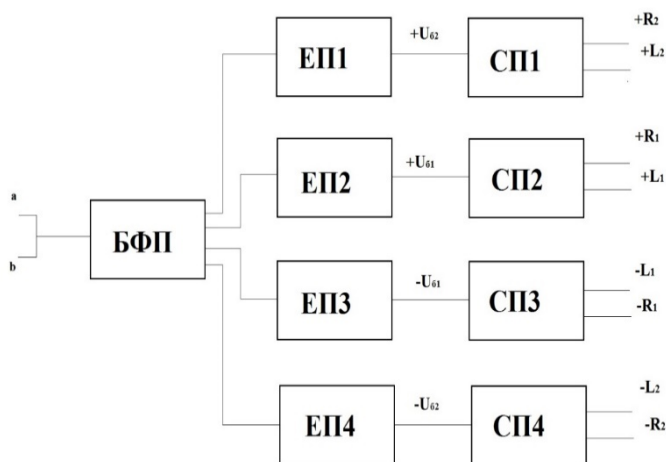 +R₂
+U₆₂
ЕП1
СП1
+L₂
+R₁
+U₆₁
ЕП2
СП2
+L₁
a
БФП
b
-L₁
-U₆₁
ЕП3
СП3
-R₁
-L₂
-U₆₂
ЕП4
СП4
-R₂